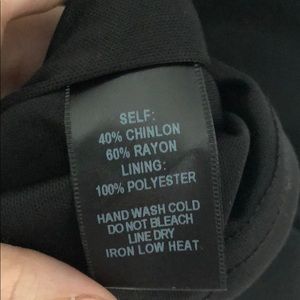 SELF:
40% CHINLON
60% RAYON
LINING:
100% POLYESTER
HAND WASH COLD
DO NOT BLEACH
LINE DRY
IRON LOW HEAT